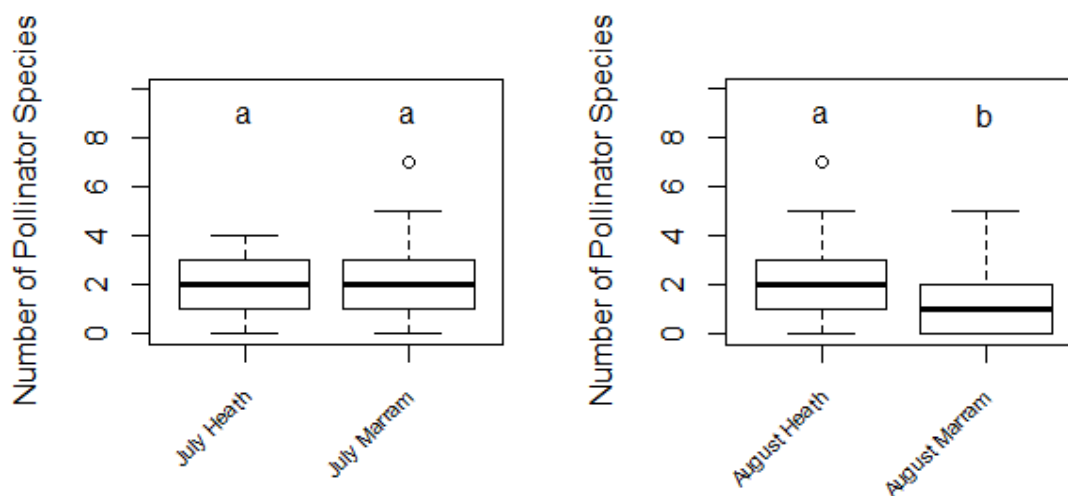 Number of Pollinator Species
8
6
4
2
0
a
a
July Heath
July Marram
Number of Pollinator Species
8
6
4
2
0
a
b
August Heath
August Marram